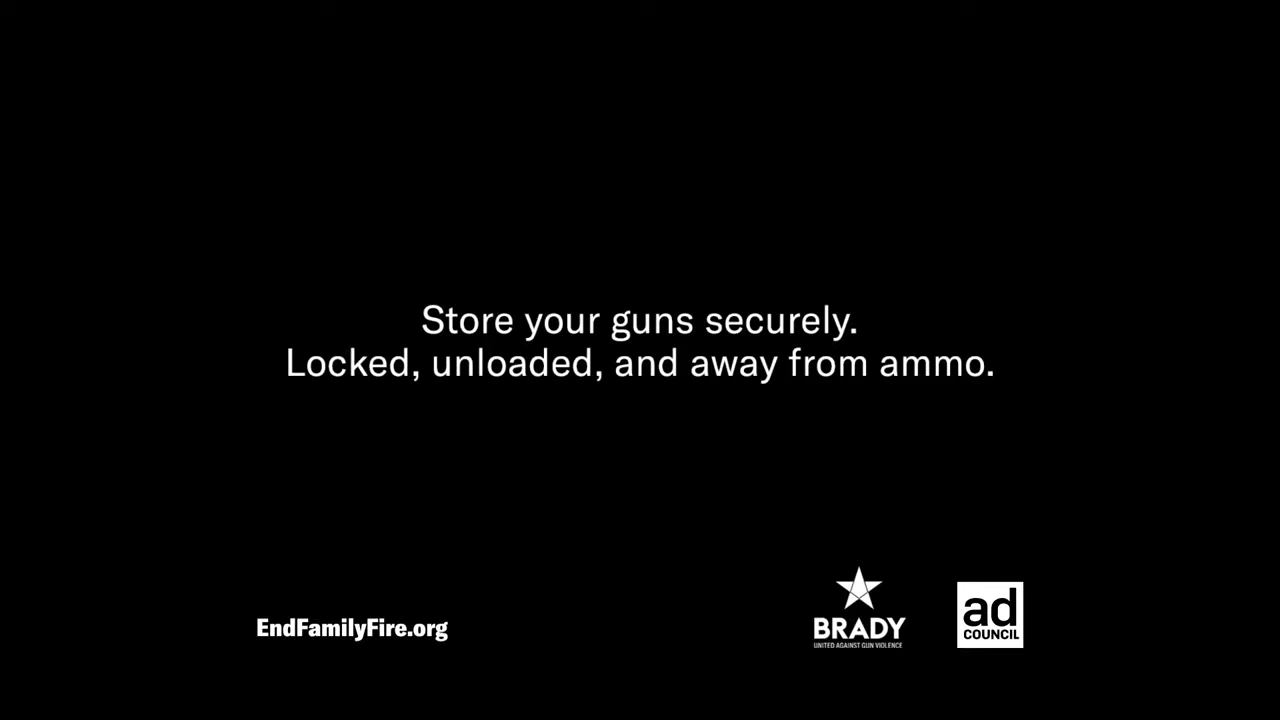 Store your guns securely.
Locked, unloaded, and away from ammo.
EndFamilyFire.org
BRADY
UNITED AGAINST GUN VIOLENCE
ad
COUNCIL